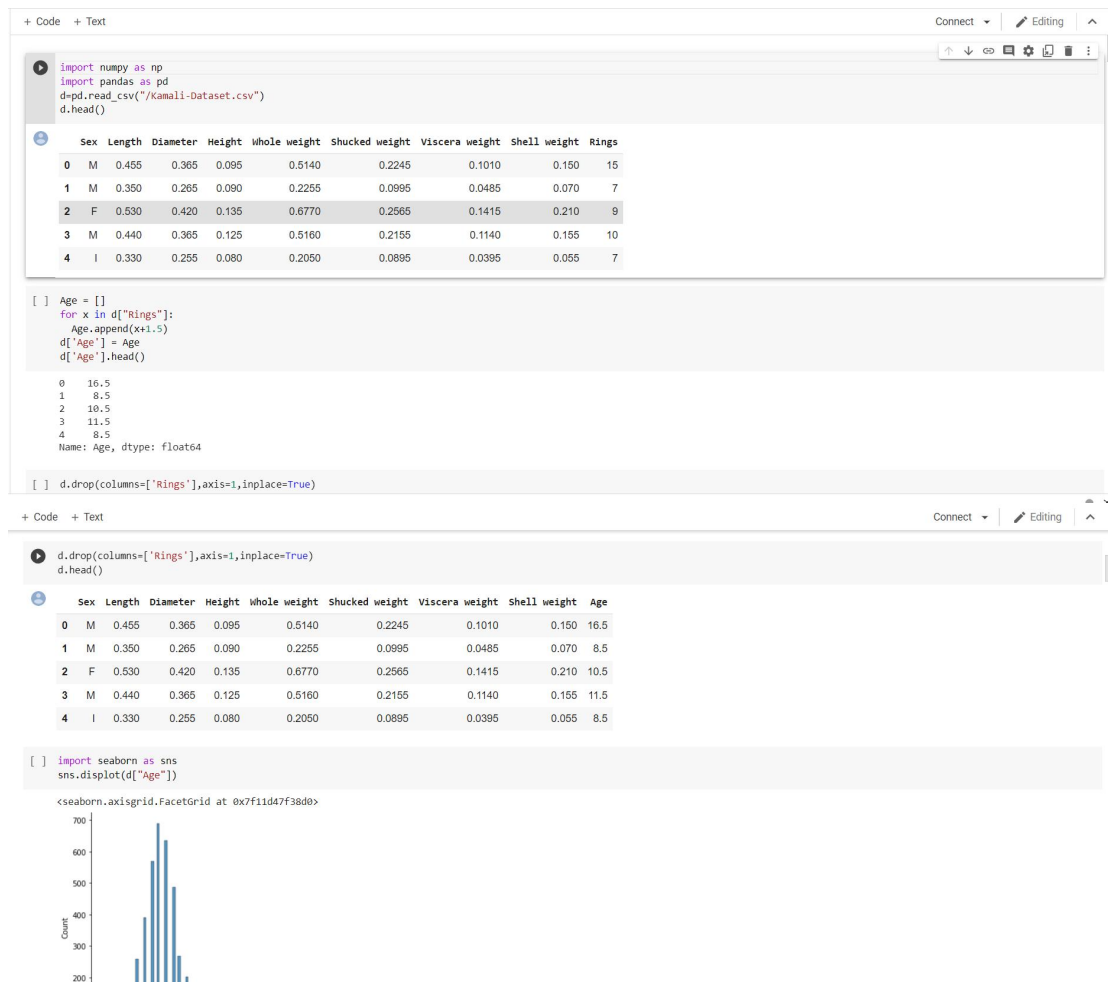 + Code + Text Connect Editing
import numpy as np
import pandas as pd
d=pd.read_csv("/Kamali-Dataset.csv")
d.head()
Sex Length Diameter Height Whole weight Shucked weight Viscera weight Shell weight Rings
0 M 0.455 0.365 0.095 0.5140 0.2245 0.1010 0.150 15
1 M 0.350 0.265 0.090 0.2255 0.0995 0.0485 0.070 7
2 F 0.530 0.420 0.135 0.6770 0.2565 0.1415 0.210 9
3 M 0.440 0.365 0.125 0.5160 0.2155 0.1140 0.155 10
4 I 0.330 0.255 0.080 0.2050 0.0895 0.0395 0.055 7
[ ] Age = []
for x in d["Rings"]:
Age.append(x+1.5)
d['Age'] = Age
d['Age'].head()
0 16.5
1 8.5
2 10.5
3 11.5
4 8.5
Name: Age, dtype: float64
[ ] d.drop(columns=['Rings'],axis=1,inplace=True)
+ Code + Text Connect Editing
d.drop(columns=['Rings'],axis=1,inplace=True)
d.head()
Sex Length Diameter Height Whole weight Shucked weight Viscera weight Shell weight Age
0 M 0.455 0.365 0.095 0.5140 0.2245 0.1010 0.150 16.5
1 M 0.350 0.265 0.090 0.2255 0.0995 0.0485 0.070 8.5
2 F 0.530 0.420 0.135 0.6770 0.2565 0.1415 0.210 10.5
3 M 0.440 0.365 0.125 0.5160 0.2155 0.1140 0.155 11.5
4 I 0.330 0.255 0.080 0.2050 0.0895 0.0395 0.055 8.5
[ ] import seaborn as sns
sns.displot(d["Age"])
<seaborn.axisgrid.FacetGrid at 0x7f11d47f38d0>
700
600
500
400
Count
300
200